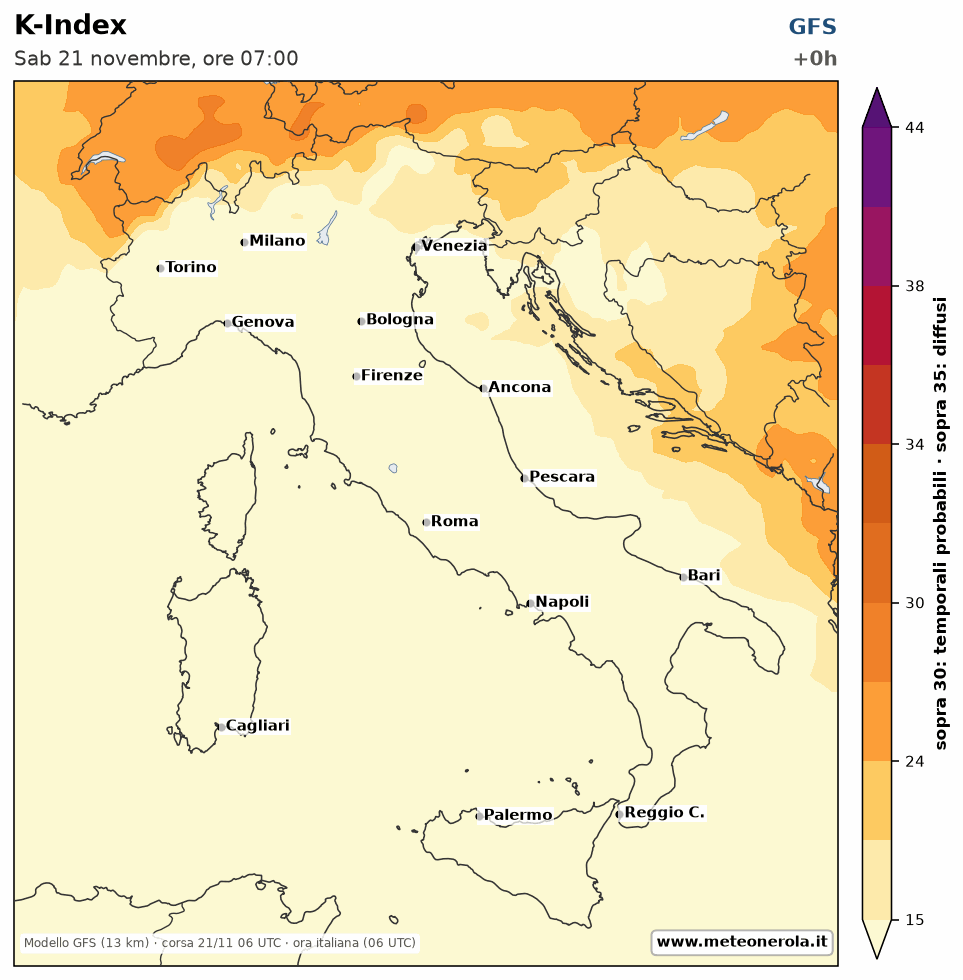 K-Index
GFS
Sab 21 novembre, ore 07:00
+0h
44
38
34
30
24
15
sopra 30: temporali probabili · sopra 35: diffusi
Milano
Venezia
Torino
Genova
Bologna
Firenze
Ancona
Pescara
Roma
Bari
Napoli
Cagliari
Palermo
Reggio C.
Modello GFS (13 km) · corsa 21/11 06 UTC · ora italiana (06 UTC)
www.meteonerola.it